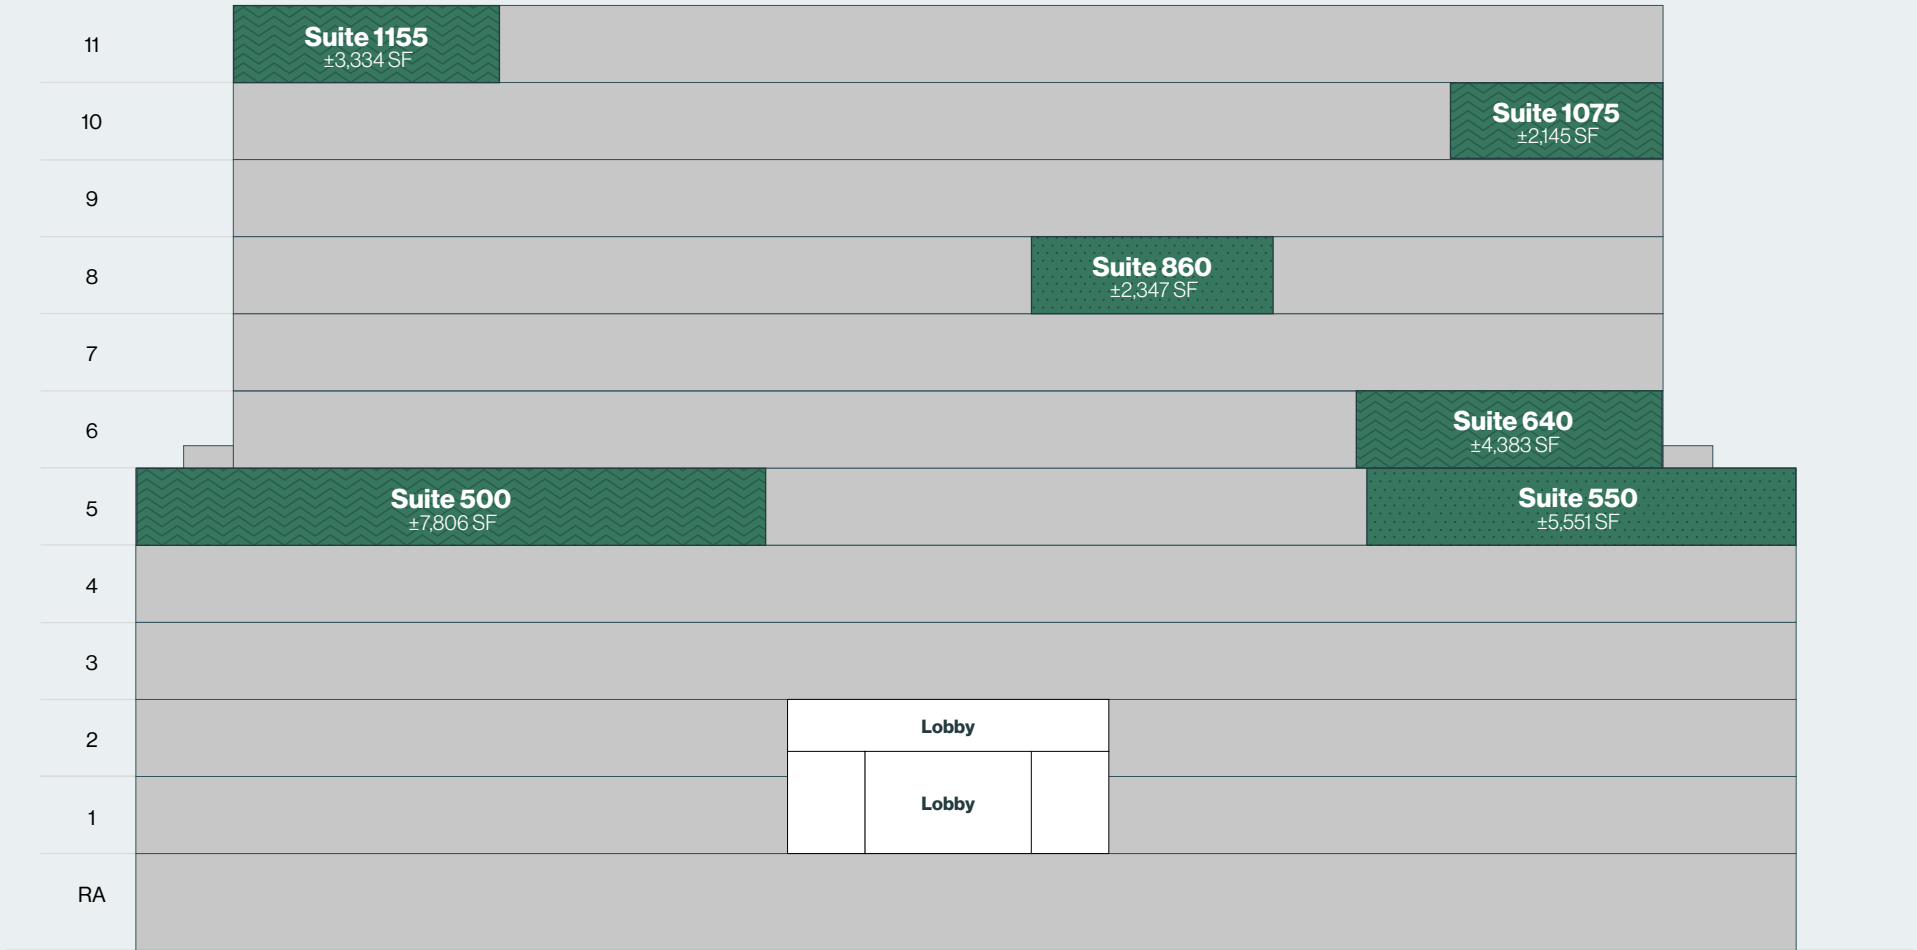 11
Suite 1155
±3,334 SF
10
Suite 1075
±2,145 SF
9
8
Suite 860
±2,347 SF
7
6
Suite 640
±4,383 SF
5
Suite 500
±7,806 SF
Suite 550
±5,551 SF
4
3
2
Lobby
1
Lobby
RA